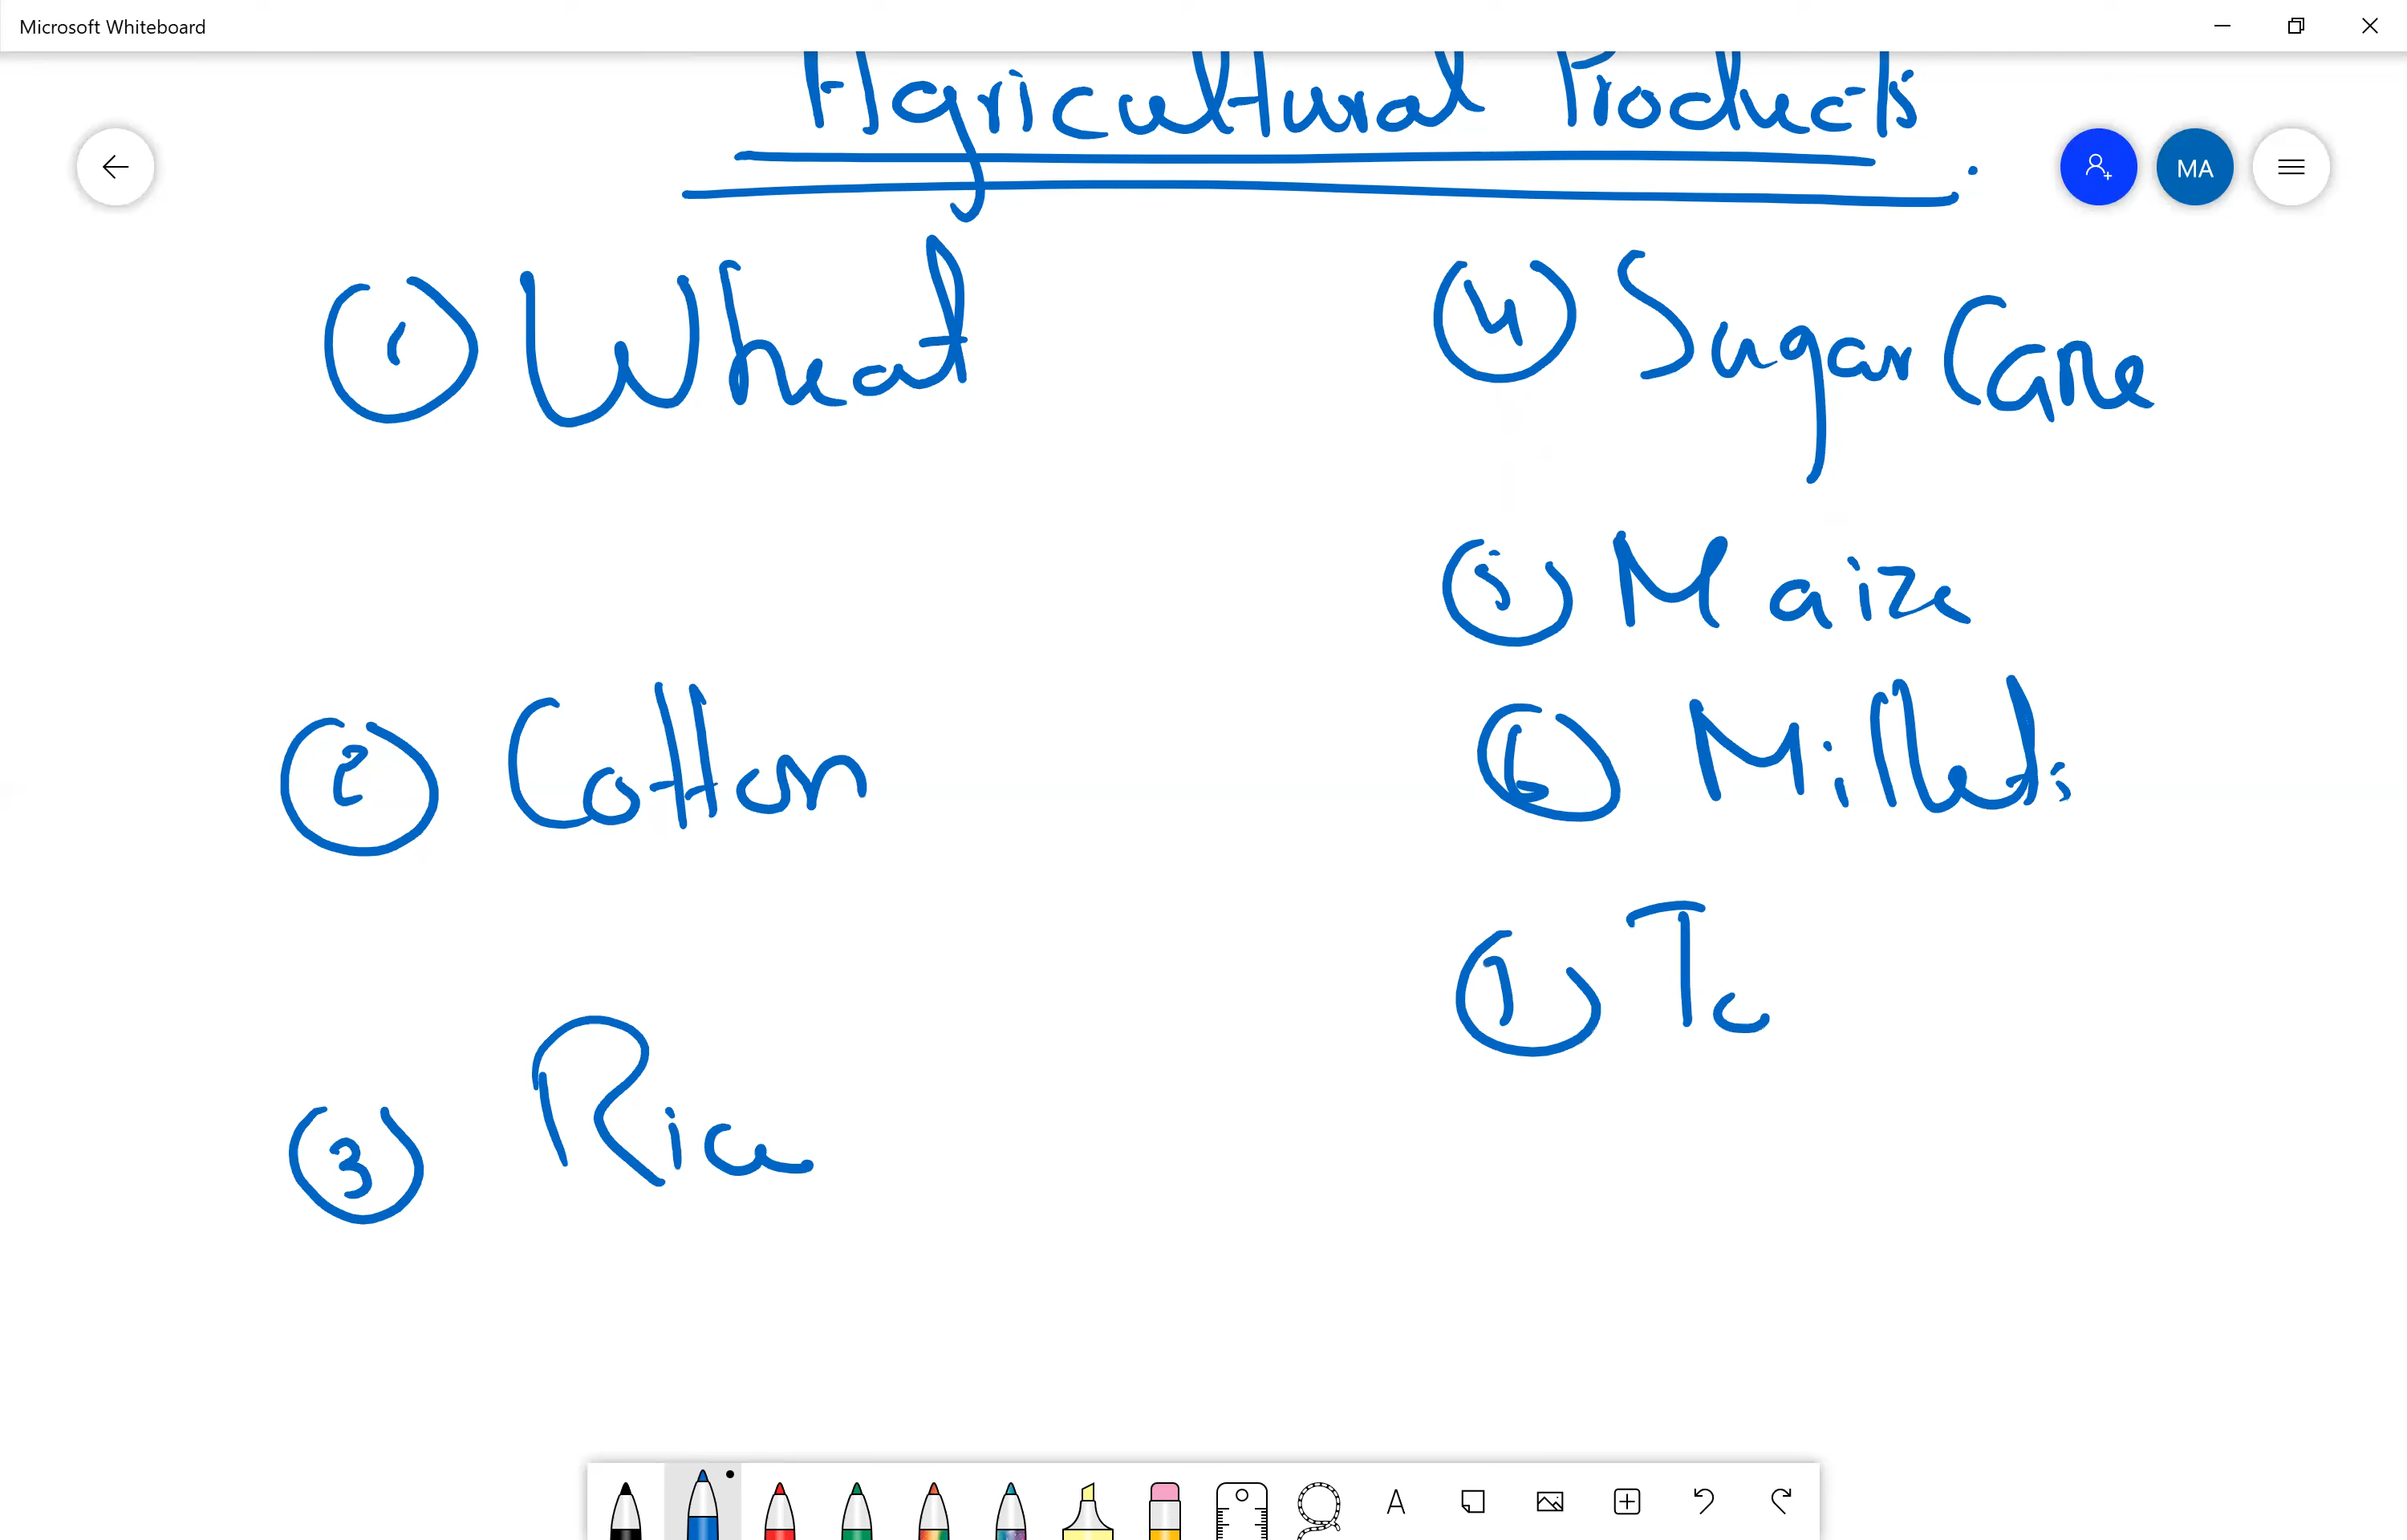 Microsoft Whiteboard
Agricultural Products.
MA
① Wheat
② Cotton
③ Rice
④ Sugar Cane
⑤ Maize
⑥ Millets
⑦
A